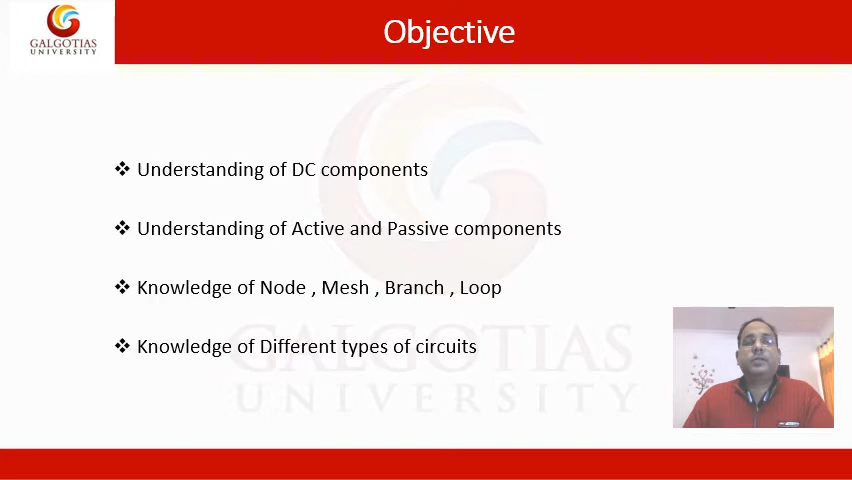 GALGOTIAS
UNIVERSITY
Objective
❖ Understanding of DC components
❖ Understanding of Active and Passive components
❖ Knowledge of Node , Mesh , Branch , Loop
❖ Knowledge of Different types of circuits
GALGOTIAS
UNIVERSITY